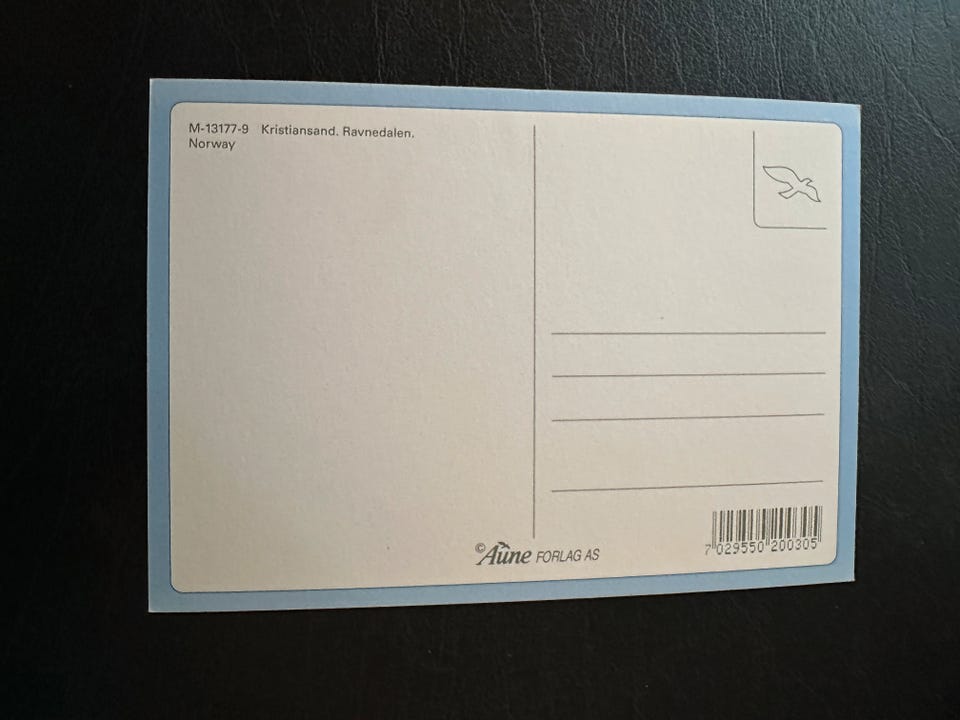 M-13177-9 Kristiansand. Ravnedalen.
Norway
© Aune FORLAG AS
7 029550 200305